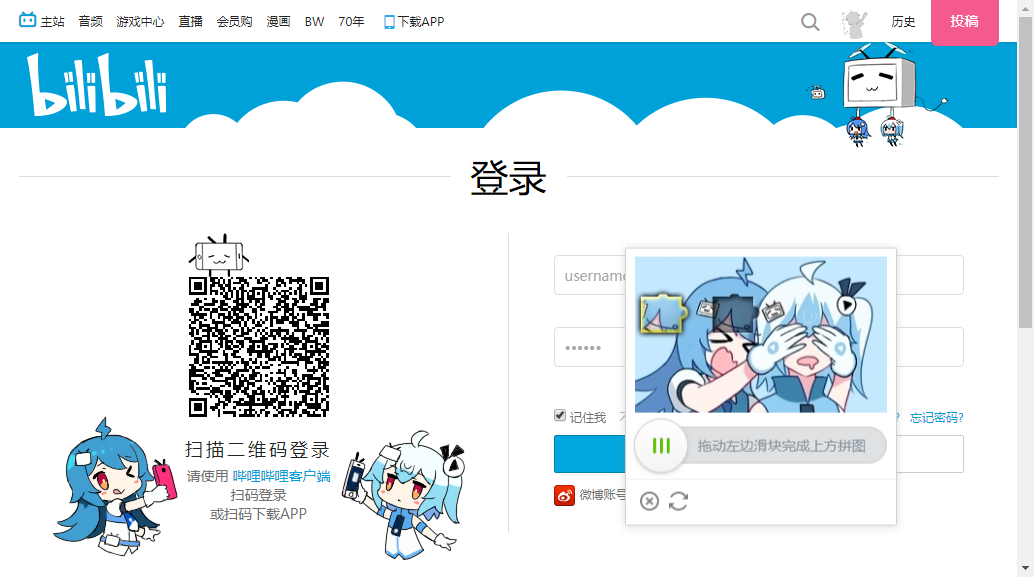 主站 音频 游戏中心 直播 会员购 漫画 BW 70年 下载APP 历史 投稿
bilibili
登录
username
••••••
记住我
? 忘记密码?
拖动左边滑块完成上方拼图
扫描二维码登录
请使用 哔哩哔哩客户端
扫码登录
或扫码下载APP
微博账号